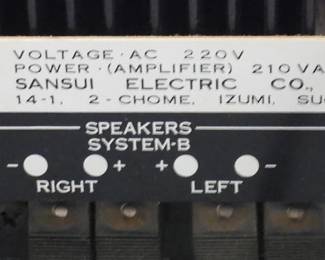 VOLTAGE · AC 220V
POWER · (AMPLIFIER) 210VA
SANSUI ELECTRIC CO.,
14-1, 2-CHOME, IZUMI,
SPEAKERS
SYSTEM-B
- + + -
RIGHT LEFT